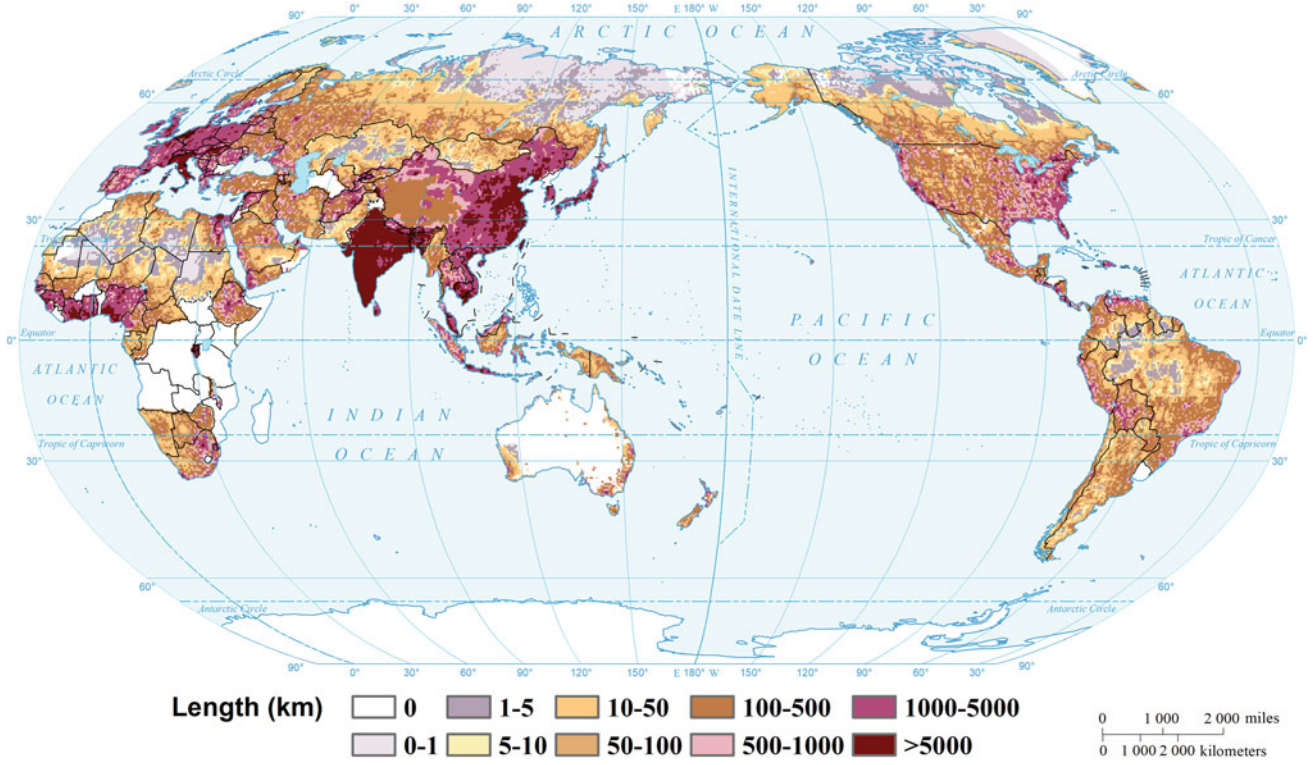 90° 60° 30° 0° 30° 60° E 180° W 150° 120° 90° 60° 30° 90°
ARCTIC OCEAN
Arctic Circle
Arctic Circle
60°
60°
INTERNATIONAL DATE LINE
30°
30°
Tropic of Cancer
Tropic of Cancer
ATLANTIC
OCEAN
PACIFIC
OCEAN
Equator
Equator
0°
0°
ATLANTIC
OCEAN
INDIAN
OCEAN
Tropic of Capricorn
Tropic of Capricorn
30°
30°
60°
60°
Antarctic Circle
Antarctic Circle
90° 0° 30° 60° 90° 120° 150° E 180° W 150° 120° 90° 60° 30° 90°
Length (km) 0 1-5 10-50 100-500 1000-5000
0-1 5-10 50-100 500-1000 >5000
0 1 000 2 000 miles
0 1 000 2 000 kilometers